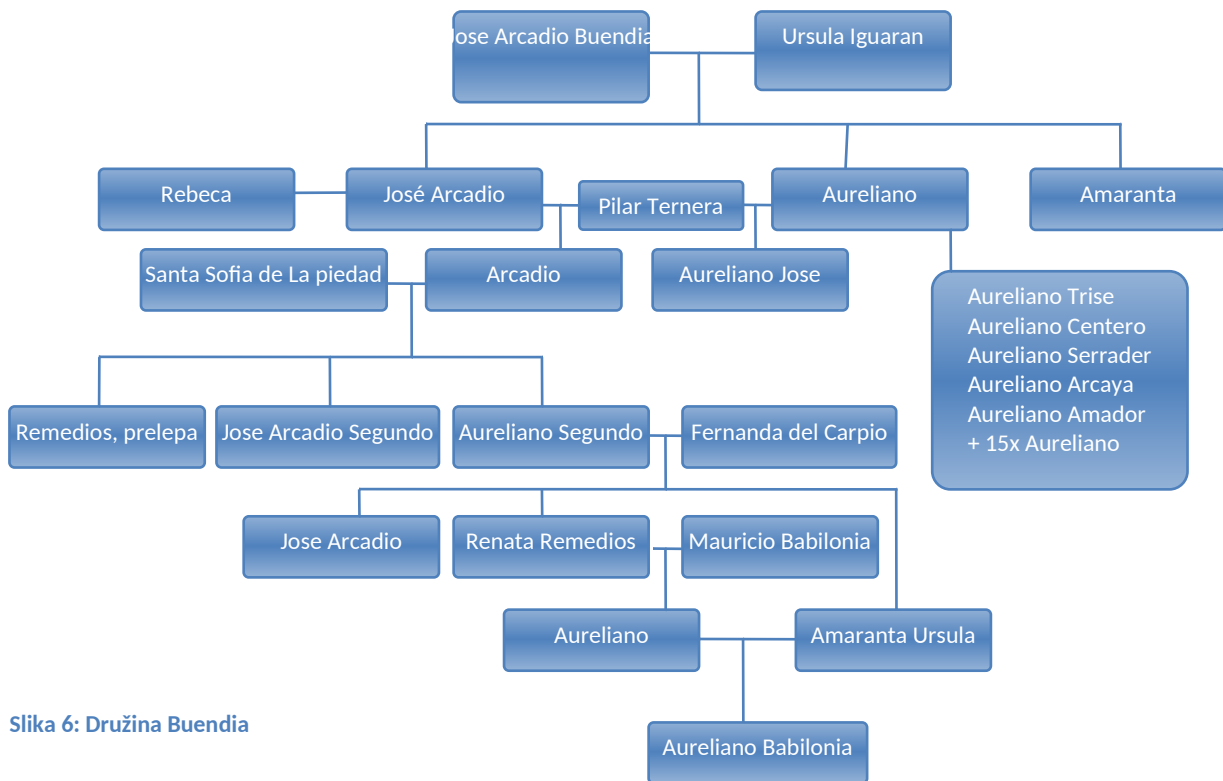 Jose Arcadio Buendia
Ursula Iguaran
Rebeca
José Arcadio
Pilar Ternera
Aureliano
Amaranta
Santa Sofia de La piedad
Arcadio
Aureliano Jose
Aureliano Trise
Aureliano Centero
Aureliano Serrader
Aureliano Arcaya
Aureliano Amador
+ 15x Aureliano
Remedios, prelepa
Jose Arcadio Segundo
Aureliano Segundo
Fernanda del Carpio
Jose Arcadio
Renata Remedios
Mauricio Babilonia
Aureliano
Amaranta Ursula
Slika 6: Družina Buendia
Aureliano Babilonia